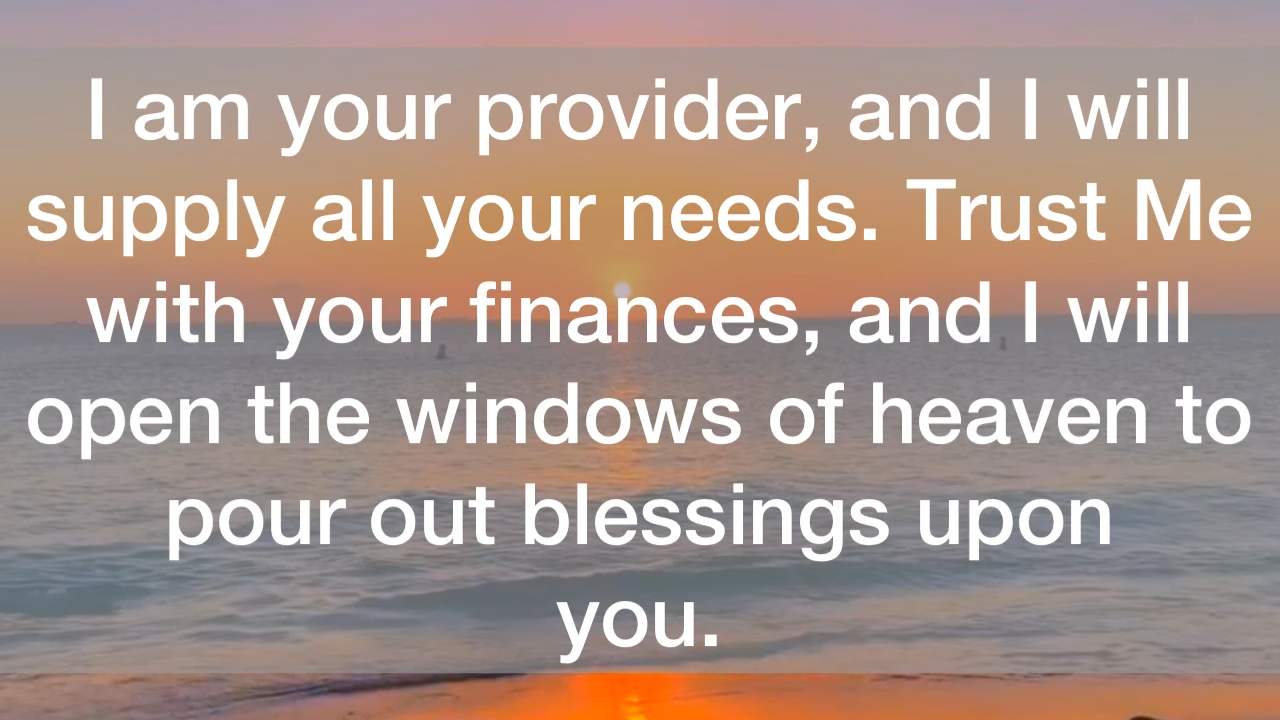 I am your provider, and I will
supply all your needs. Trust Me
with your finances, and I will
open the windows of heaven to
pour out blessings upon
you.